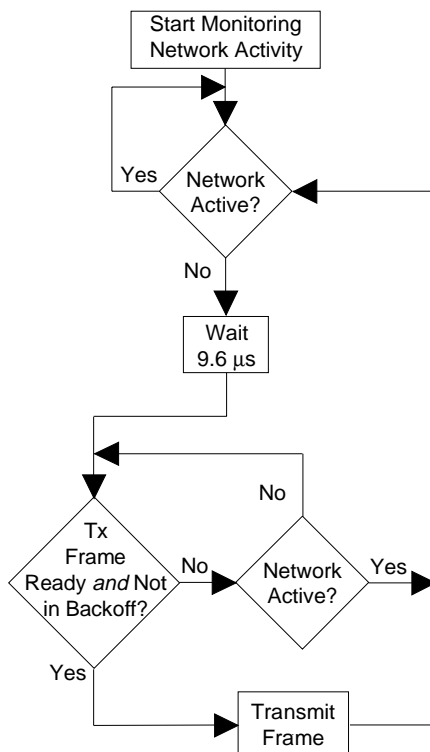 Start Monitoring
Network Activity
Yes
Network
Active?
No
Wait
9.6 μs
No
Tx
Frame
Ready and Not
in Backoff?
No
Network
Active?
Yes
Yes
Transmit
Frame